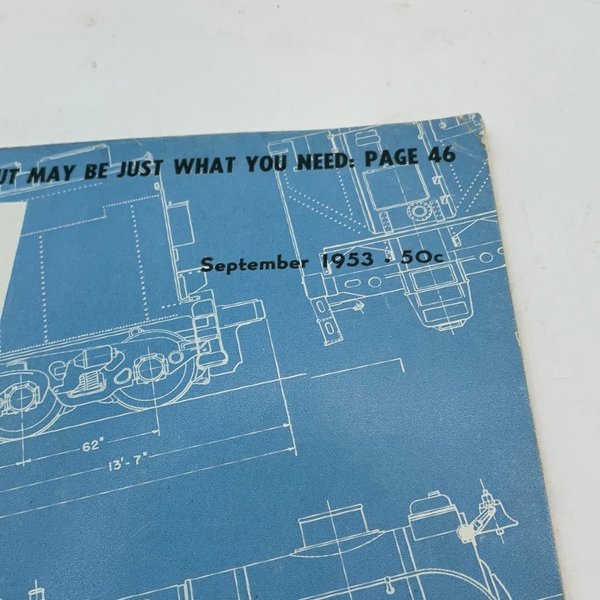 UT MAY BE JUST WHAT YOU NEED: PAGE 46
September 1953 · 50c
62"
13'-7"